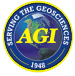 SERVING THE GEOSCIENCES
AGI
1948